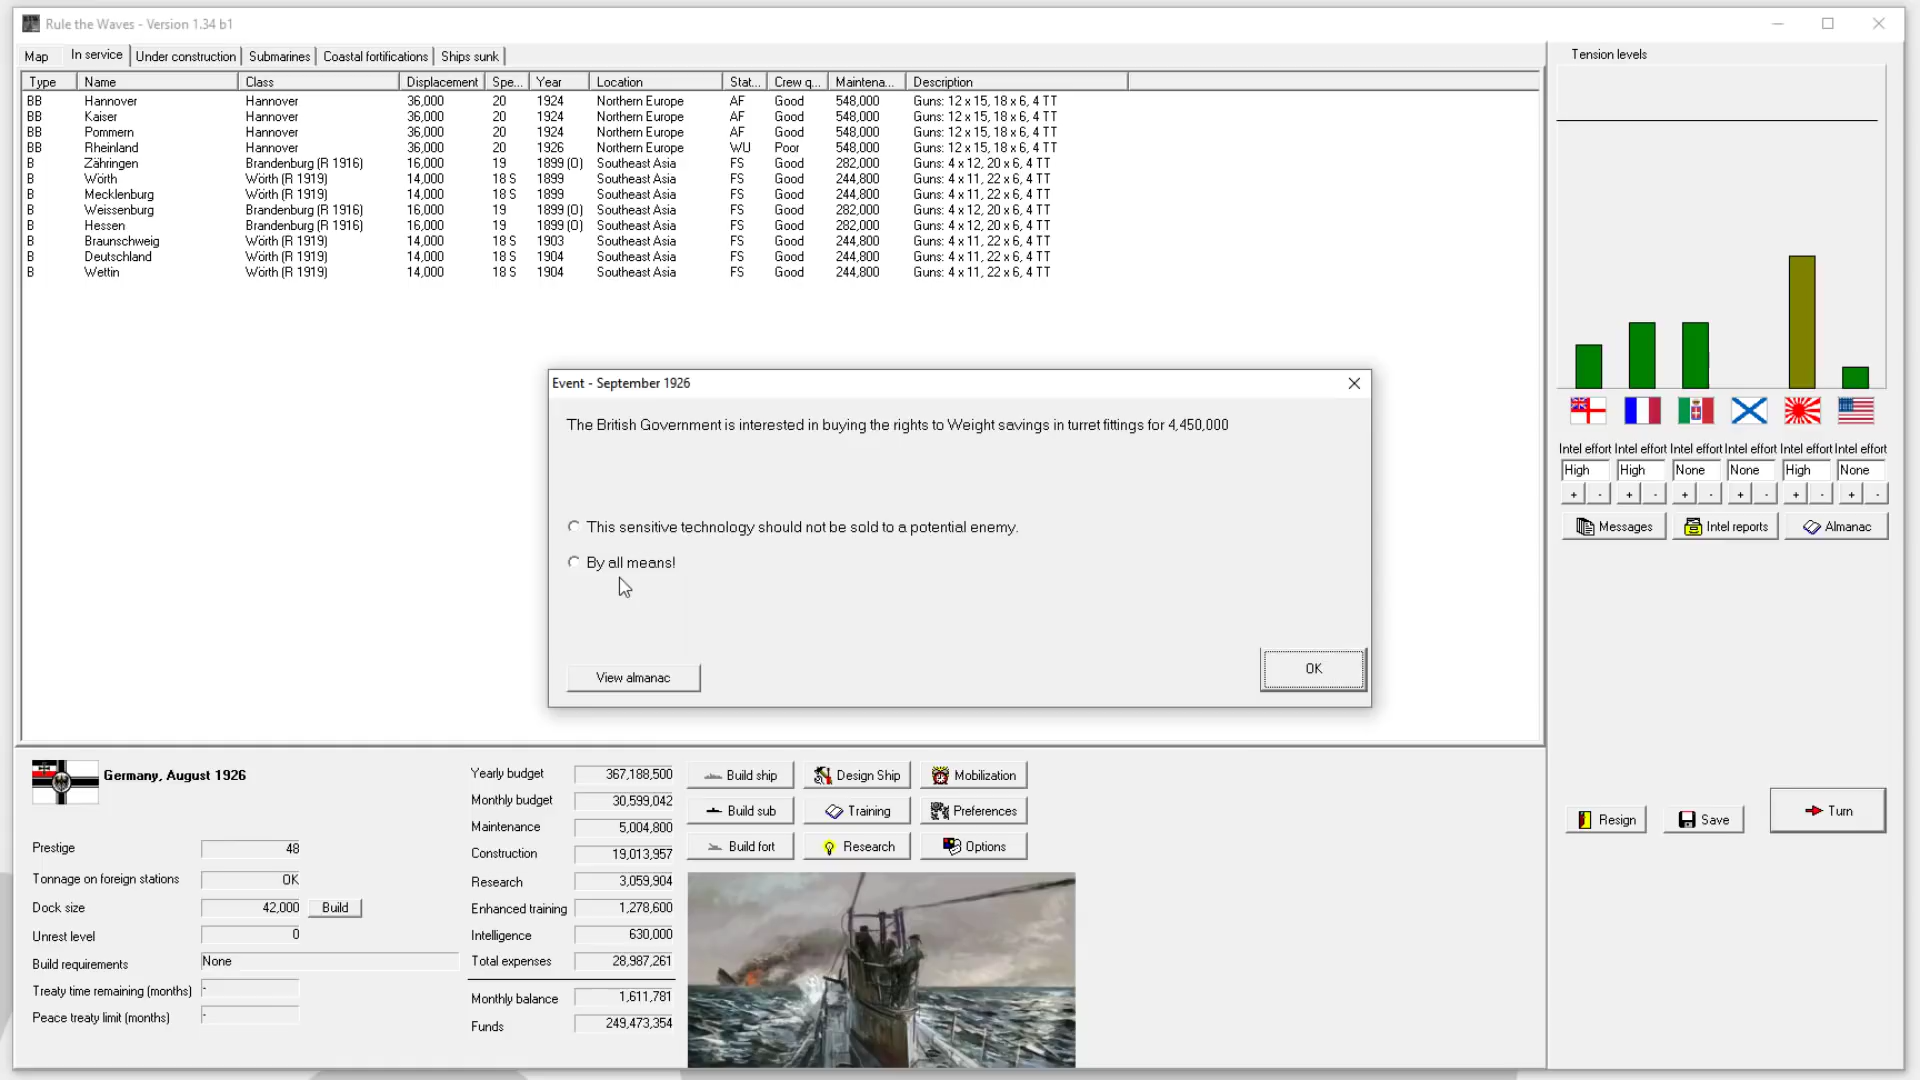 Rule the Waves - Version 1.34 b1
Map In service Under construction Submarines Coastal fortifications Ships sunk
Type Name Class Displacement Spe... Year Location Stat... Crew q... Maintena... Description
BB Hannover Hannover 36,000 20 1924 Northern Europe AF Good 548,000 Guns: 12 x 15, 18 x 6, 4 TT
BB Kaiser Hannover 36,000 20 1924 Northern Europe AF Good 548,000 Guns: 12 x 15, 18 x 6, 4 TT
BB Pommern Hannover 36,000 20 1924 Northern Europe AF Good 548,000 Guns: 12 x 15, 18 x 6, 4 TT
BB Rheinland Hannover 36,000 20 1926 Northern Europe WU Poor 548,000 Guns: 12 x 15, 18 x 6, 4 TT
B Zähringen Brandenburg (R 1916) 16,000 19 1899 (O) Southeast Asia FS Good 282,000 Guns: 4 x 12, 20 x 6, 4 TT
B Wörth Wörth (R 1919) 14,000 18 S 1899 Southeast Asia FS Good 244,800 Guns: 4 x 11, 22 x 6, 4 TT
B Mecklenburg Wörth (R 1919) 14,000 18 S 1899 Southeast Asia FS Good 244,800 Guns: 4 x 11, 22 x 6, 4 TT
B Weissenburg Brandenburg (R 1916) 16,000 19 1899 (O) Southeast Asia FS Good 282,000 Guns: 4 x 12, 20 x 6, 4 TT
B Hessen Brandenburg (R 1916) 16,000 19 1899 (O) Southeast Asia FS Good 282,000 Guns: 4 x 12, 20 x 6, 4 TT
B Braunschweig Wörth (R 1919) 14,000 18 S 1903 Southeast Asia FS Good 244,800 Guns: 4 x 11, 22 x 6, 4 TT
B Deutschland Wörth (R 1919) 14,000 18 S 1904 Southeast Asia FS Good 244,800 Guns: 4 x 11, 22 x 6, 4 TT
B Wettin Wörth (R 1919) 14,000 18 S 1904 Southeast Asia FS Good 244,800 Guns: 4 x 11, 22 x 6, 4 TT
Event - September 1926
The British Government is interested in buying the rights to Weight savings in turret fittings for 4,450,000
This sensitive technology should not be sold to a potential enemy.
By all means!
View almanac OK
Tension levels
Intel effort Intel effort Intel effort Intel effort Intel effort Intel effort
High High None None High None
+ - + - + - + - + - + -
Messages Intel reports Almanac
Resign Save Turn
Germany, August 1926
Prestige 48
Tonnage on foreign stations OK
Dock size 42,000 Build
Unrest level 0
Build requirements None
Treaty time remaining (months) -
Peace treaty limit (months) -
Yearly budget 367,188,500
Monthly budget 30,599,042
Maintenance 5,004,800
Construction 19,013,957
Research 3,059,904
Enhanced training 1,278,600
Intelligence 630,000
Total expenses 28,987,261
Monthly balance 1,611,781
Funds 249,473,354
Build ship Design Ship Mobilization
Build sub Training Preferences
Build fort Research Options